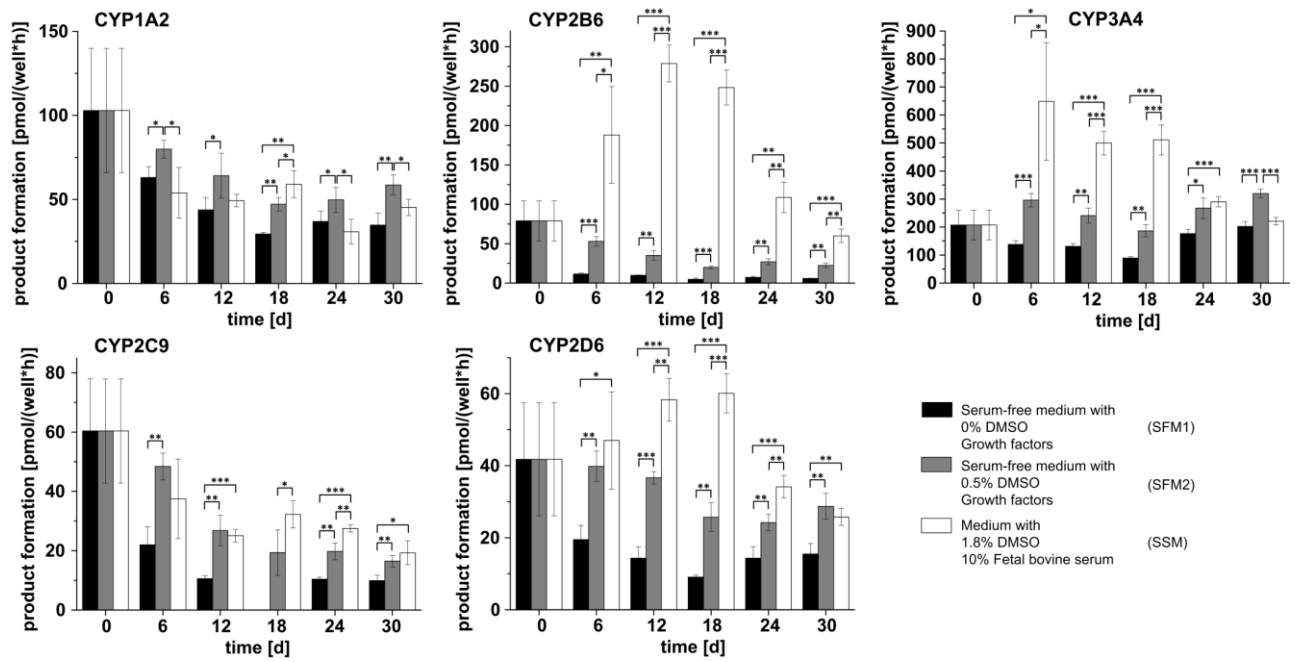 CYP1A2
product formation [pmol/(well*h)]
150
100
50
0
* *
*
**
*
**
* *
** *
0 6 12 18 24 30
time [d]
CYP2B6
product formation [pmol/(well*h)]
300
250
200
150
100
50
0
**
*
***
***
***
**
***
***
***
**
**
**
***
**
**
0 6 12 18 24 30
time [d]
CYP3A4
product formation [pmol/(well*h)]
900
800
700
600
500
400
300
200
100
0
*
*
***
***
***
**
***
***
**
***
*
*** ***
0 6 12 18 24 30
time [d]
CYP2C9
product formation [pmol/(well*h)]
80
60
40
20
0
**
***
**
*
***
**
**
*
**
0 6 12 18 24 30
time [d]
CYP2D6
product formation [pmol/(well*h)]
60
40
20
0
*
**
***
**
***
***
***
**
***
**
**
**
**
0 6 12 18 24 30
time [d]
Serum-free medium with
0% DMSO (SFM1)
Growth factors
Serum-free medium with
0.5% DMSO (SFM2)
Growth factors
Medium with
1.8% DMSO (SSM)
10% Fetal bovine serum